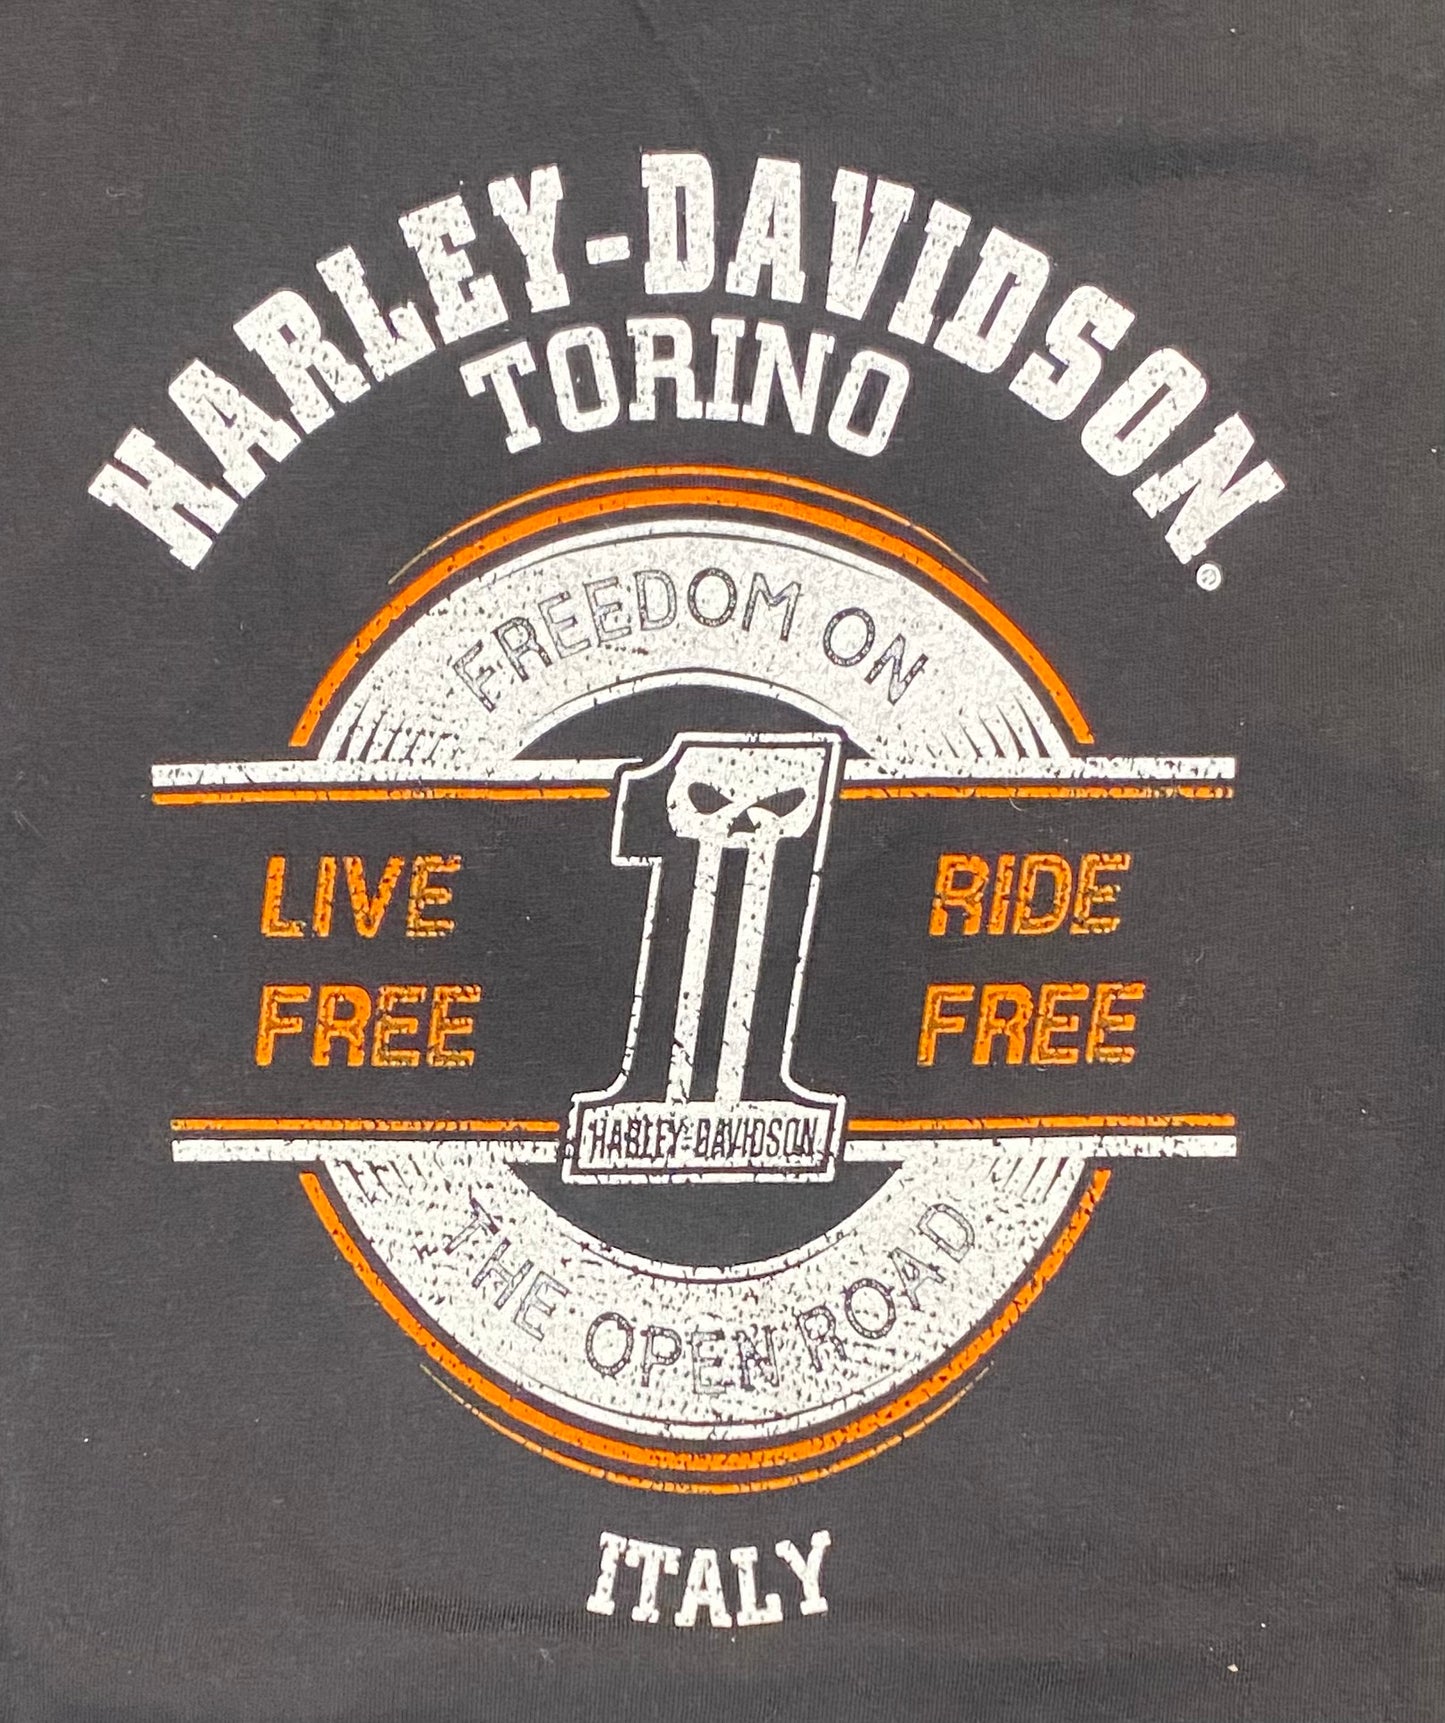 HARLEY-DAVIDSON®
TORINO
FREEDOM ON
1
LIVE
FREE
RIDE
FREE
HARLEY-DAVIDSON
THE OPEN ROAD
ITALY